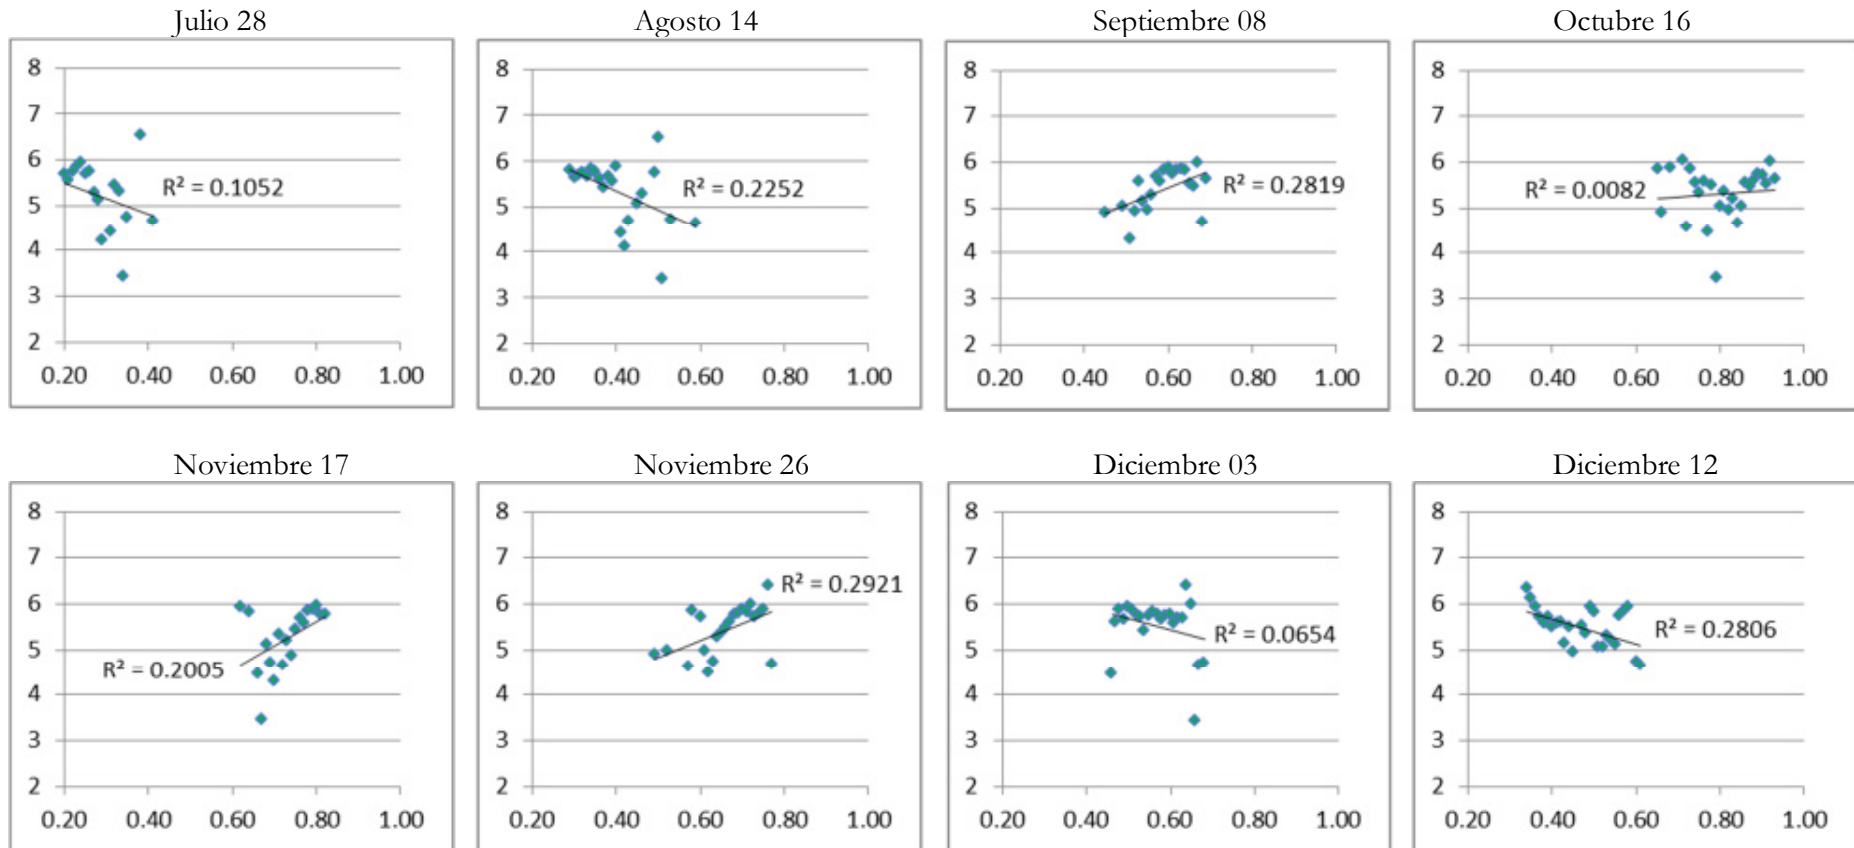 Julio 28
8
7
6
5
4
3
2
R² = 0.1052
0.20 0.40 0.60 0.80 1.00
Agosto 14
8
7
6
5
4
3
2
R² = 0.2252
0.20 0.40 0.60 0.80 1.00
Septiembre 08
8
7
6
5
4
3
2
R² = 0.2819
0.20 0.40 0.60 0.80 1.00
Octubre 16
8
7
6
5
4
3
2
R² = 0.0082
0.20 0.40 0.60 0.80 1.00
Noviembre 17
8
7
6
5
4
3
2
R² = 0.2005
0.20 0.40 0.60 0.80 1.00
Noviembre 26
8
7
6
5
4
3
2
R² = 0.2921
0.20 0.40 0.60 0.80 1.00
Diciembre 03
8
7
6
5
4
3
2
R² = 0.0654
0.20 0.40 0.60 0.80 1.00
Diciembre 12
8
7
6
5
4
3
2
R² = 0.2806
0.20 0.40 0.60 0.80 1.00